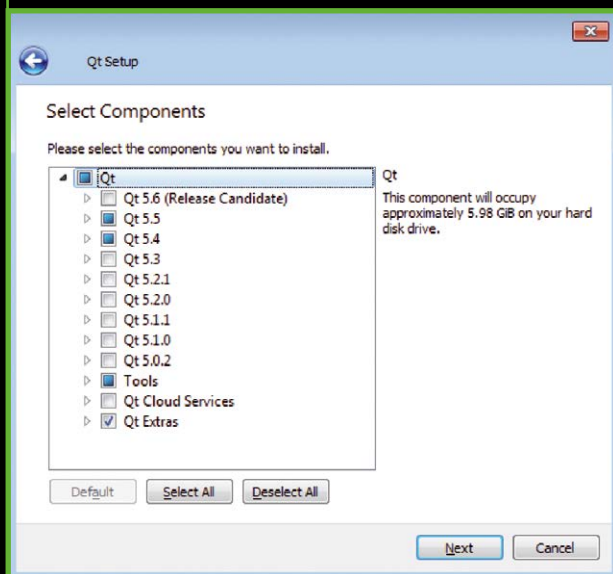 Qt Setup
Select Components
Please select the components you want to install.
Qt
Qt 5.6 (Release Candidate)
Qt 5.5
Qt 5.4
Qt 5.3
Qt 5.2.1
Qt 5.2.0
Qt 5.1.1
Qt 5.1.0
Qt 5.0.2
Tools
Qt Cloud Services
Qt Extras
Qt
This component will occupy
approximately 5.98 GiB on your hard
disk drive.
Default Select All Deselect All
Next Cancel